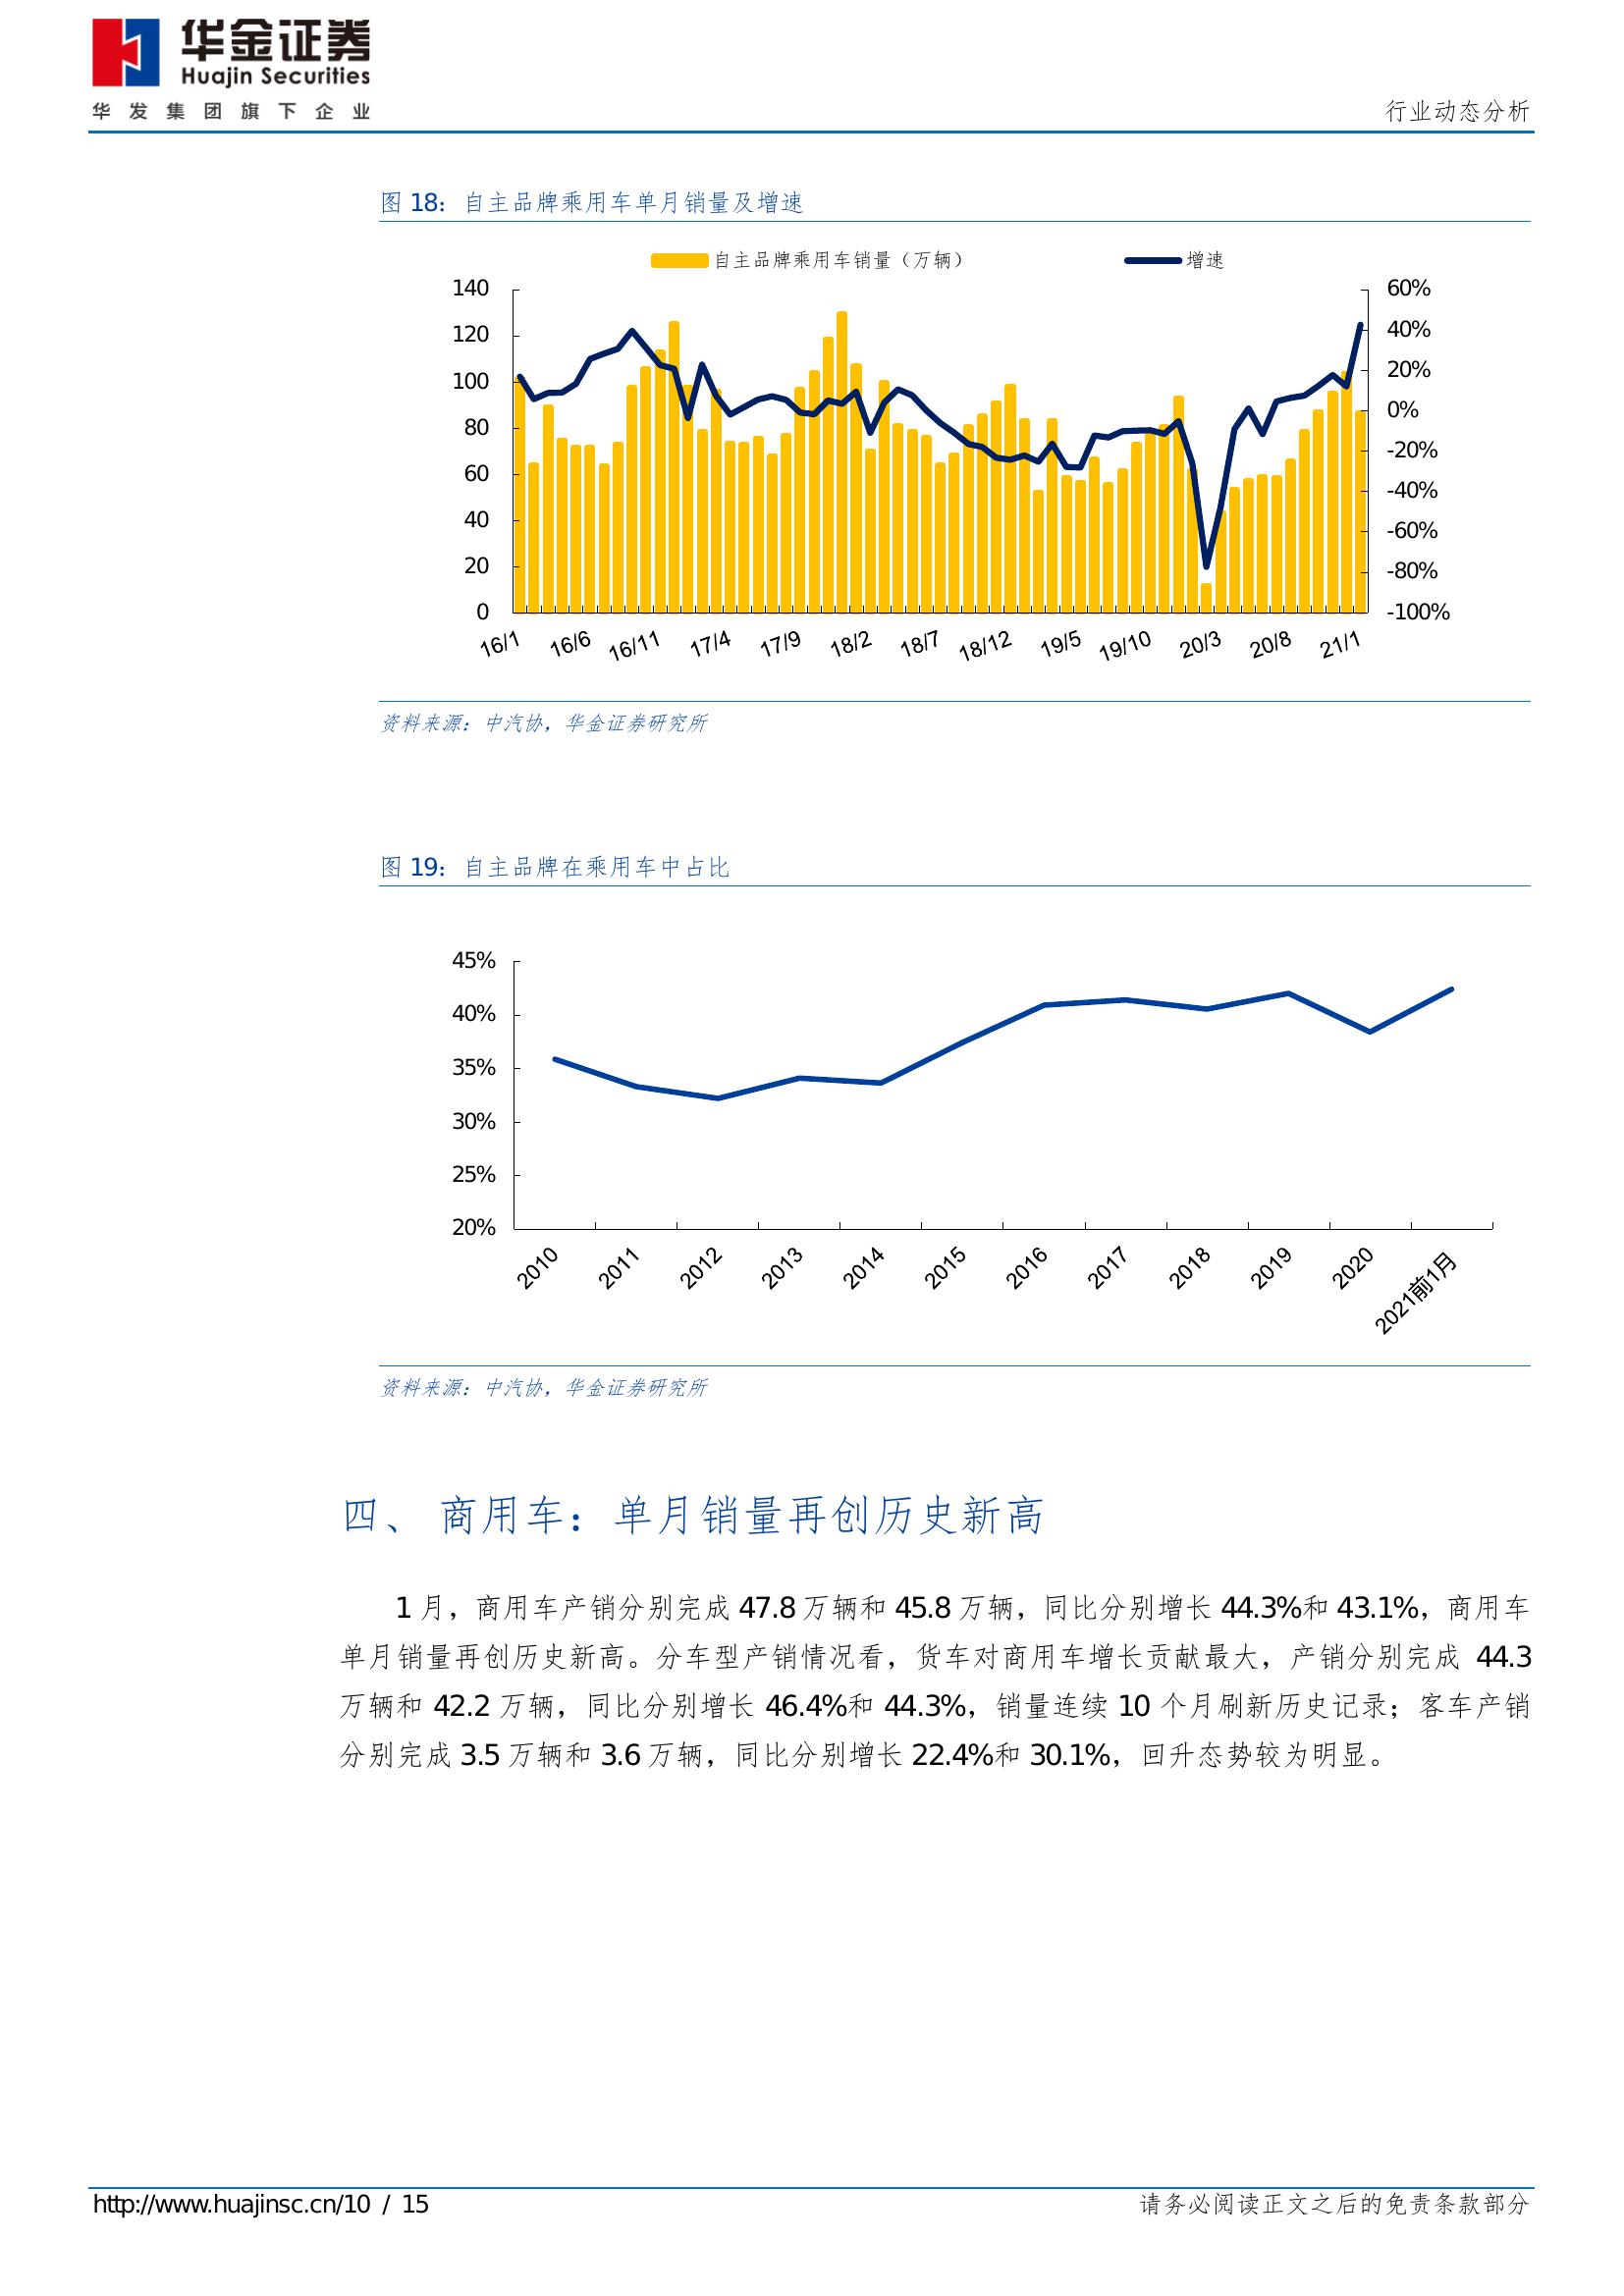 华金证券
Huajin Securities
华发集团旗下企业
行业动态分析
图 18：自主品牌乘用车单月销量及增速
自主品牌乘用车销量（万辆） 增速
140 60%
120 40%
100 20%
80 0%
60 -20%
40 -40%
20 -60%
0 -80%
-100%
16/1 16/6 16/11 17/4 17/9 18/2 18/7 18/12 19/5 19/10 20/3 20/8 21/1
资料来源：中汽协，华金证券研究所
图 19：自主品牌在乘用车中占比
45%
40%
35%
30%
25%
20%
2010 2011 2012 2013 2014 2015 2016 2017 2018 2019 2020 2021前1月
资料来源：中汽协，华金证券研究所
四、 商用车：单月销量再创历史新高
1 月，商用车产销分别完成 47.8 万辆和 45.8 万辆，同比分别增长 44.3%和 43.1%，商用车
单月销量再创历史新高。分车型产销情况看，货车对商用车增长贡献最大，产销分别完成 44.3
万辆和 42.2 万辆，同比分别增长 46.4%和 44.3%，销量连续 10 个月刷新历史记录；客车产销
分别完成 3.5 万辆和 3.6 万辆，同比分别增长 22.4%和 30.1%，回升态势较为明显。
http://www.huajinsc.cn/10 / 15 请务必阅读正文之后的免责条款部分